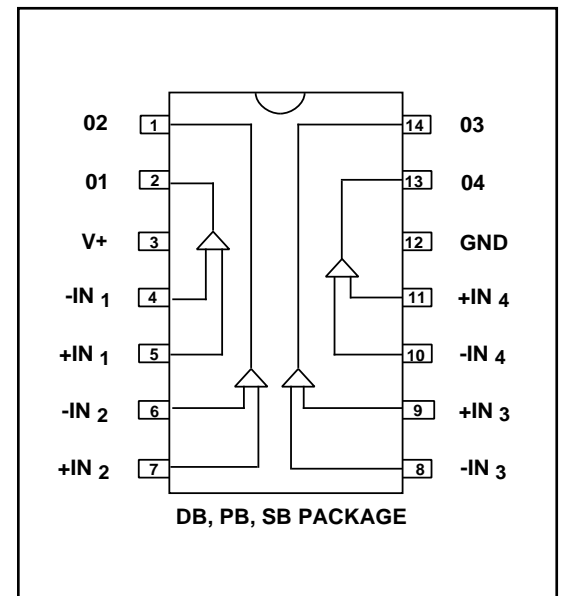 02 1 14 03
01 2 13 04
V+ 3 12 GND
-IN 1 4 11 +IN 4
+IN 1 5 10 -IN 4
-IN 2 6 9 +IN 3
+IN 2 7 8 -IN 3
DB, PB, SB PACKAGE